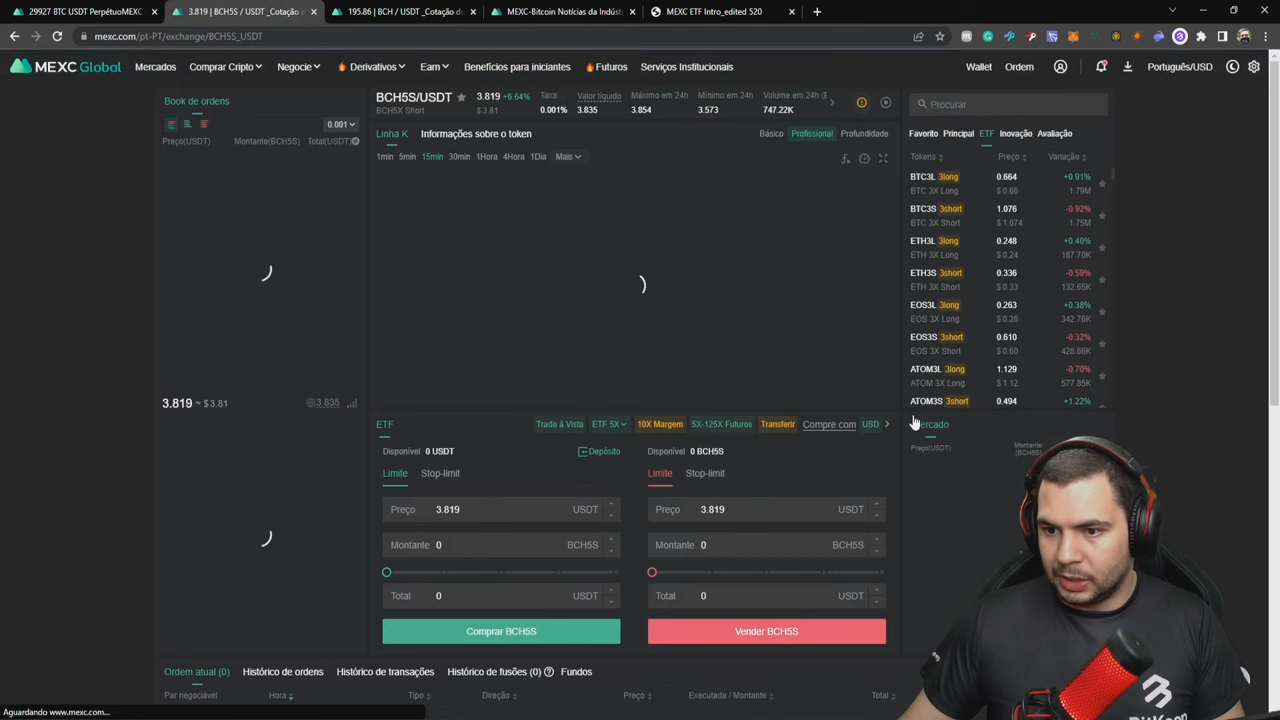 29927 BTC USDT PerpétuoMEXC
3.819 | BCH5S / USDT _Cotação d
195.86 | BCH / USDT _Cotação de
MEXC-Bitcoin Notícias da Indúst
MEXC ETF Intro_edited 520
mexc.com/pt-PT/exchange/BCH5S_USDT
MEXC Global
Mercados
Comprar Cripto
Negocie
Derivativos
Earn
Benefícios para iniciantes
Futuros
Serviços Institucionais
Wallet
Ordem
Português/USD
Book de ordens
0.001
Preço(USDT)
Montante(BCH5S)
Total(USDT)
3.819 ≈ $3.81
3.835
BCH5S/USDT
BCH5X Short
3.819 +6.64%
$ 3.81
Taxa
0.001%
Valor líquido
3.835
Máximo em 24h
3.854
Mínimo em 24h
3.573
Volume em 24h (E
747.22K
Linha K
Informações sobre o token
Básico
Profissional
Profundidade
1min
5min
15min
30min
1Hora
4Hora
1Dia
Mais
Procurar
Favorito
Principal
ETF
Inovação
Avaliação
Tokens
Preço
Variação
BTC3L 3long 0.664 +0.91%
BTC 3X Long $ 0.66 1.79M
BTC3S 3short 1.076 -0.92%
BTC 3X Short $ 1.074 1.75M
ETH3L 3long 0.248 +0.40%
ETH 3X Long $ 0.24 187.70K
ETH3S 3short 0.336 -0.59%
ETH 3X Short $ 0.33 132.65K
EOS3L 3long 0.263 +0.38%
EOS 3X Long $ 0.26 342.76K
EOS3S 3short 0.610 -0.32%
EOS 3X Short $ 0.60 428.66K
ATOM3L 3long 1.129 -0.70%
ATOM 3X Long $ 1.12 577.85K
ATOM3S 3short 0.494 +1.22%
ETF
Trade à Vista
ETF 5X
10X Margem
5X-125X Futuros
Transferir
Compre com
USD
Disponível 0 USDT
Depósito
Limite
Stop-limit
Preço 3.819 USDT
Montante 0 BCH5S
Total 0 USDT
Comprar BCH5S
Disponível 0 BCH5S
Limite
Stop-limit
Preço 3.819 USDT
Montante 0 BCH5S
Total 0 USDT
Vender BCH5S
Preço(USDT)
Montante
(BCH5S)
Ordem atual (0)
Histórico de ordens
Histórico de transações
Histórico de fusões (0)
Fundos
Par negociável
Hora
Tipo
Direção
Preço
Executada / Montante
Total
Aguardando www.mexc.com...